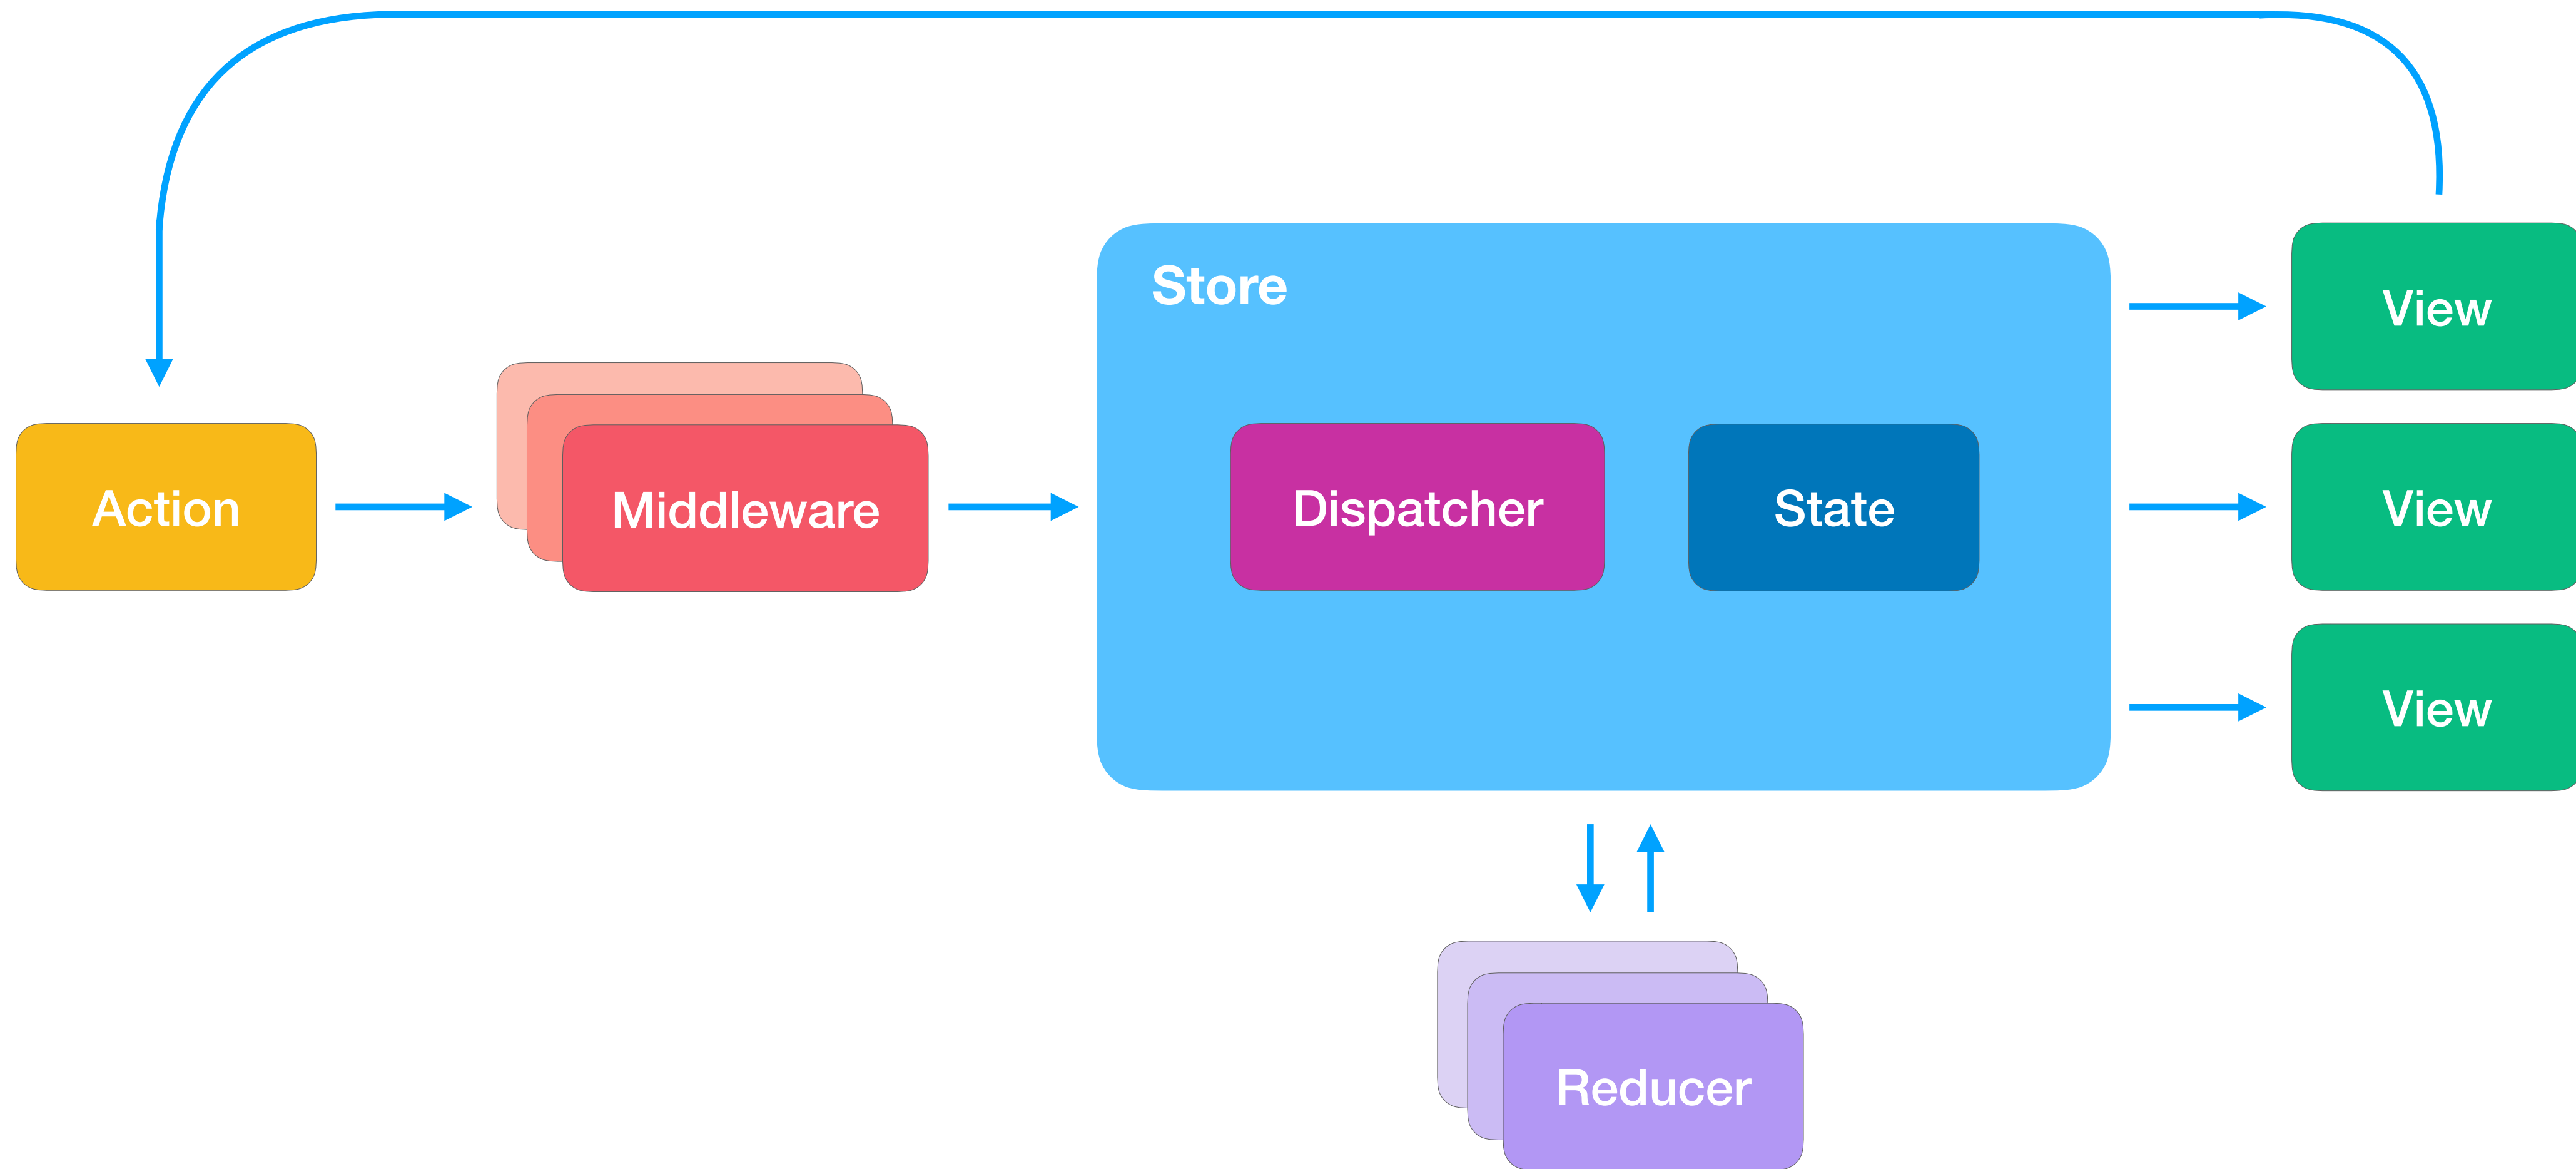 Store
View
Action
Middleware
Dispatcher
State
View
View
Reducer